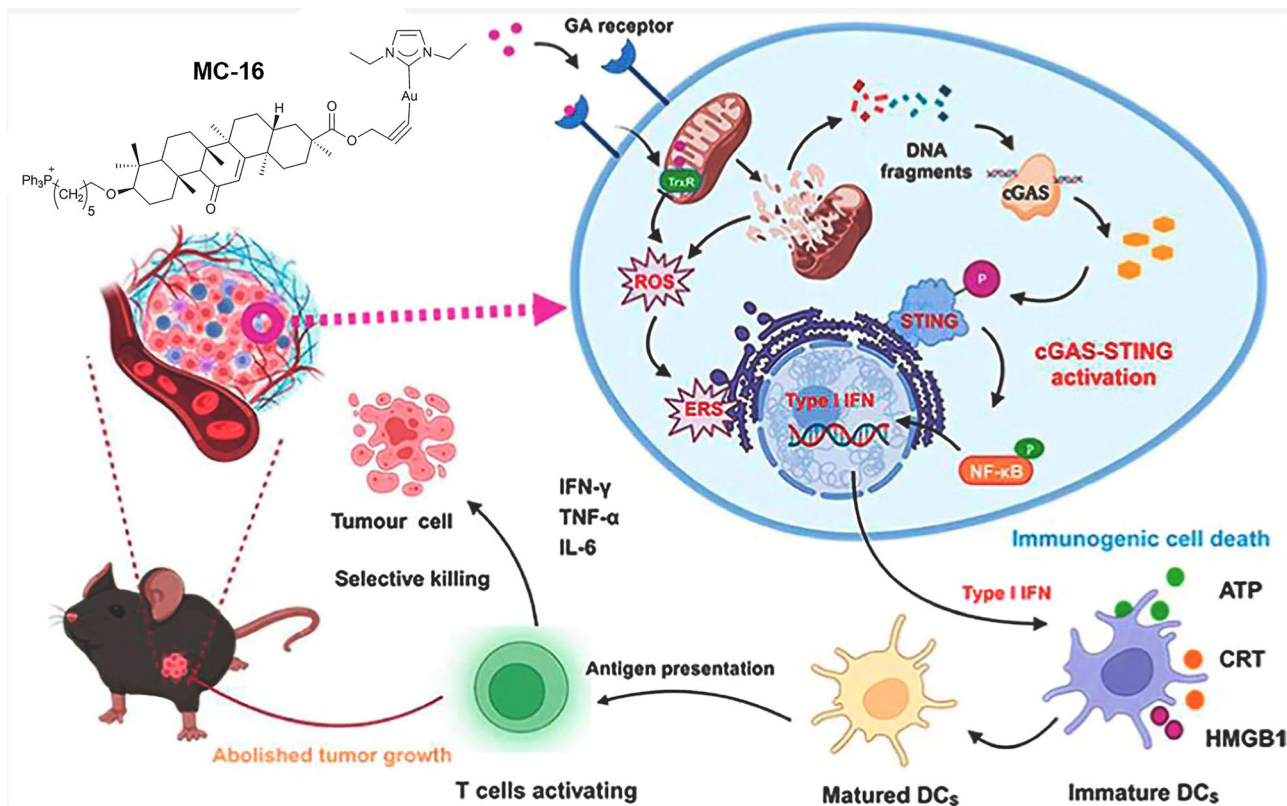 MC-16
N
N
Au
H
O
O
Ph₃P⁺
(CH₂)₅
O
O
GA receptor
TrxR
DNA
fragments
cGAS
ROS
P
STING
cGAS-STING
activation
ERS
Type I IFN
P
NF-κB
Tumour cell
Selective killing
IFN-γ
TNF-α
IL-6
Immunogenic cell death
Type I IFN
ATP
CRT
HMGB1
Antigen presentation
Abolished tumor growth
T cells activating
Matured DCs
Immature DCs